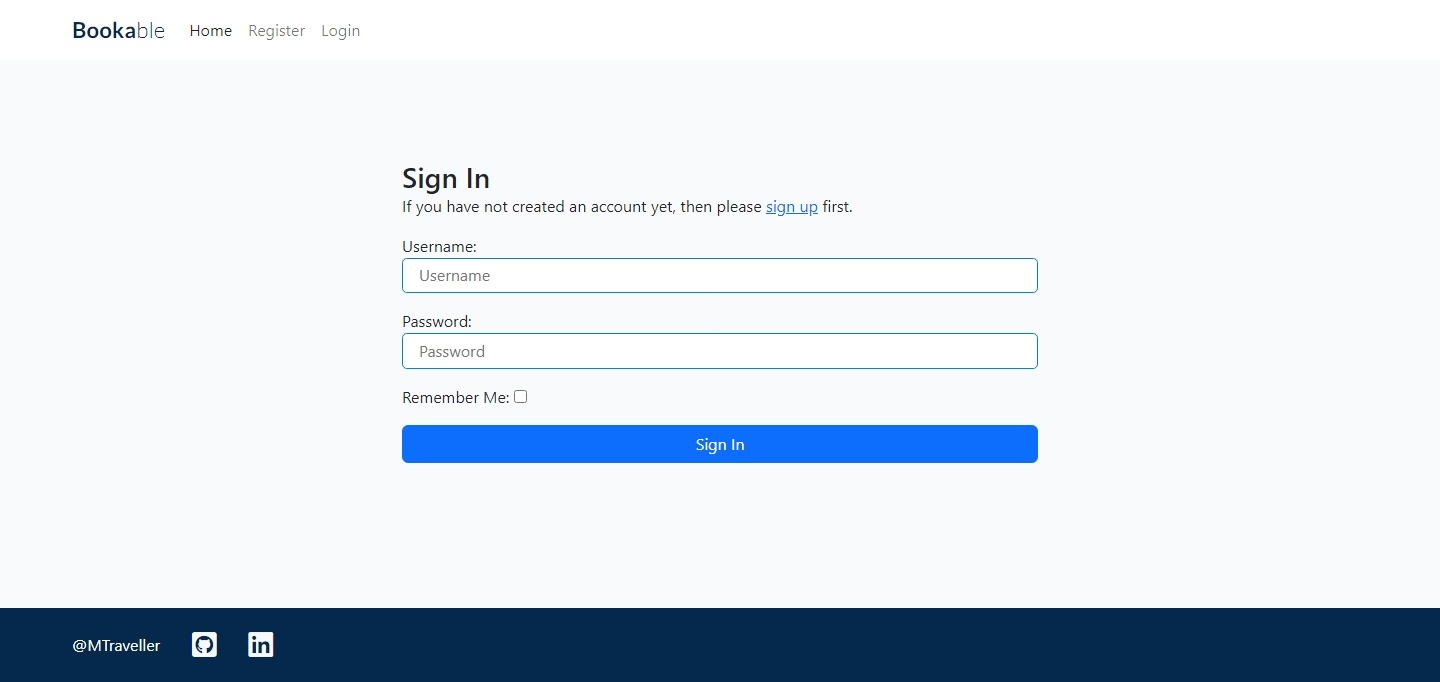 Bookable Home Register Login
Sign In
If you have not created an account yet, then please sign up first.
Username:
Username
Password:
Password
Remember Me:
Sign In
@MTraveller in